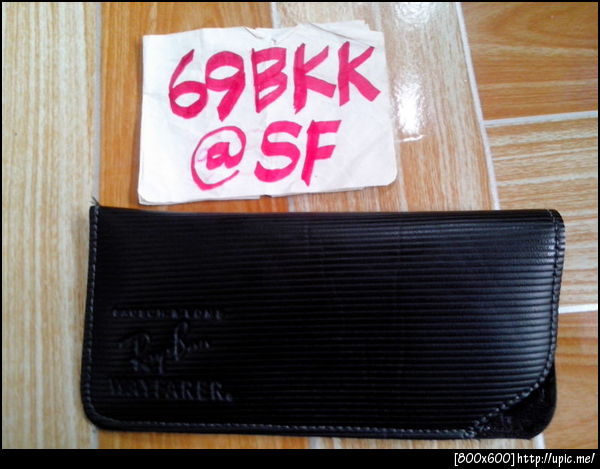 69BKK
@SF
BAUSCH & LOMB
Ray-Ban
WAYFARER®
[800x600] http://upic.me/